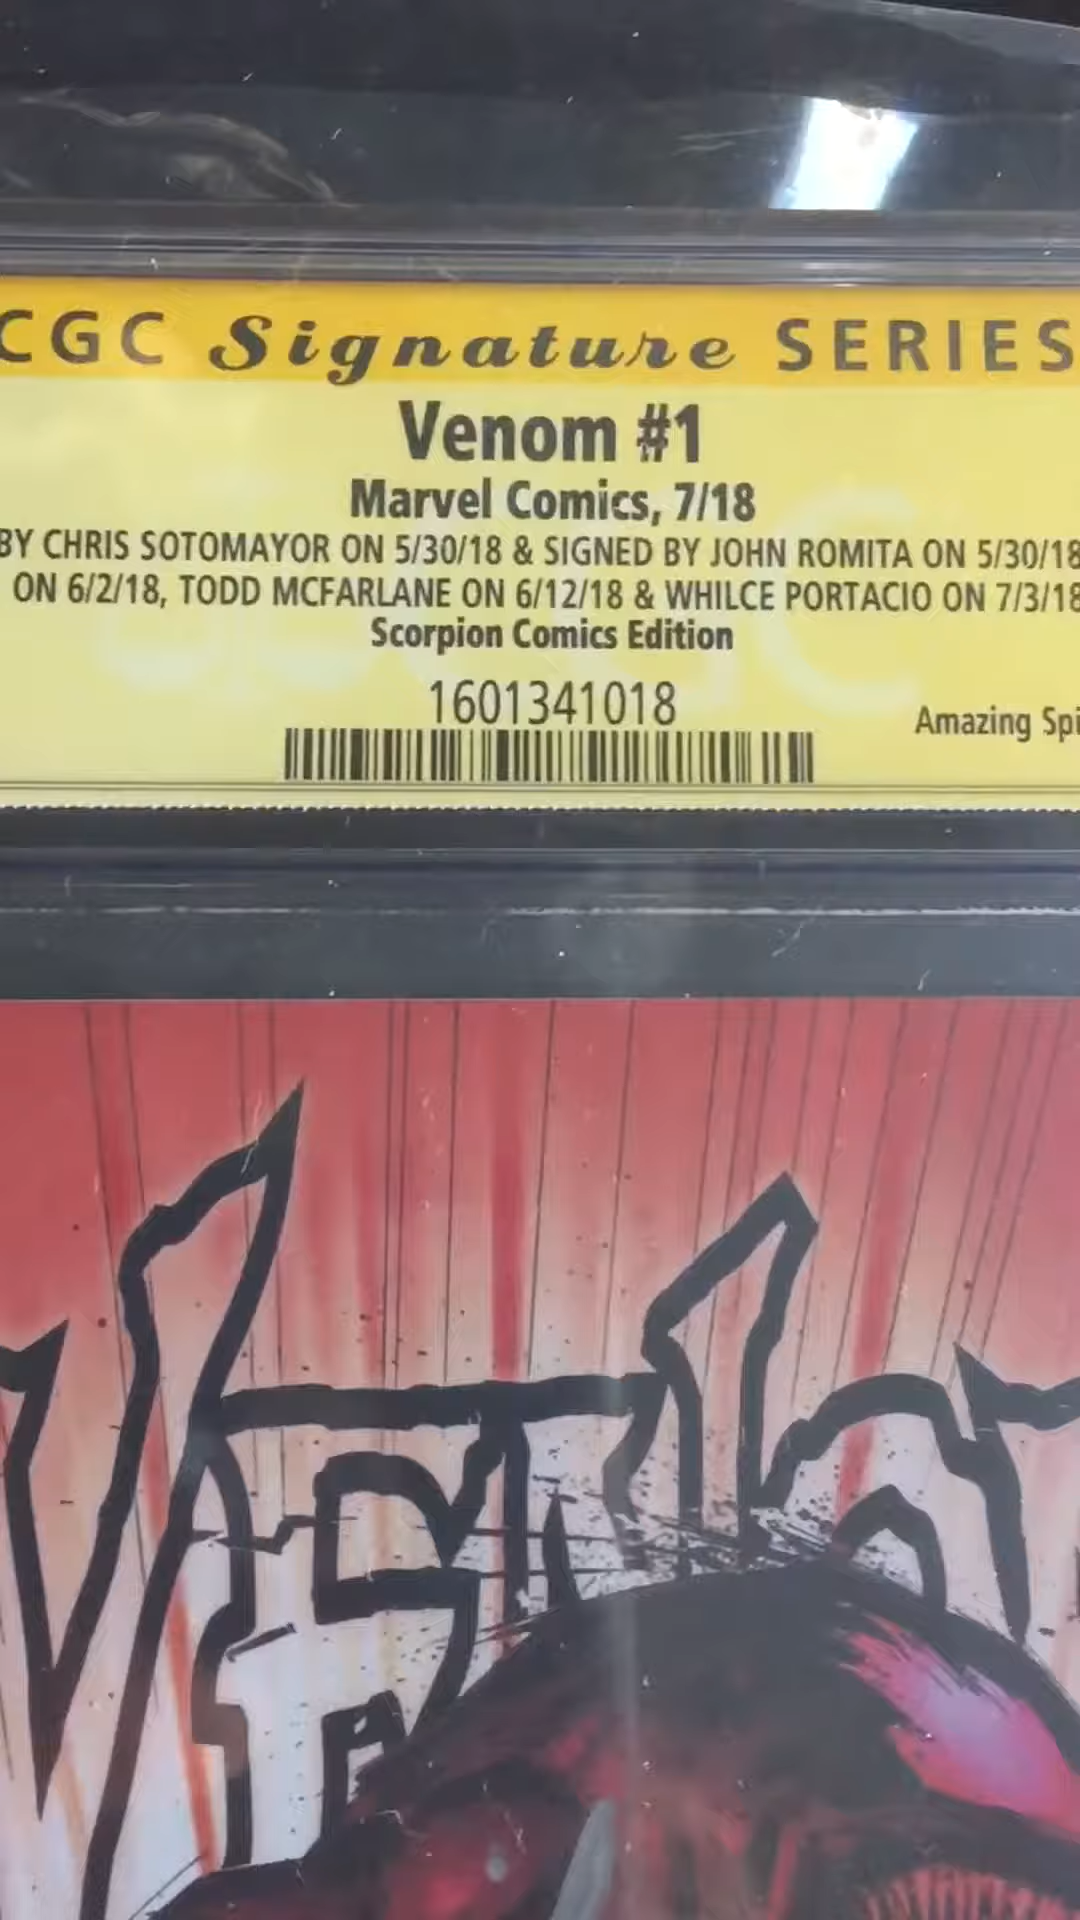 CGC Signature SERIES
Venom #1
Marvel Comics, 7/18
BY CHRIS SOTOMAYOR ON 5/30/18 & SIGNED BY JOHN ROMITA ON 5/30/18
ON 6/2/18, TODD MCFARLANE ON 6/12/18 & WHILCE PORTACIO ON 7/3/18
Scorpion Comics Edition
1601341018
Amazing Spi
VENOM